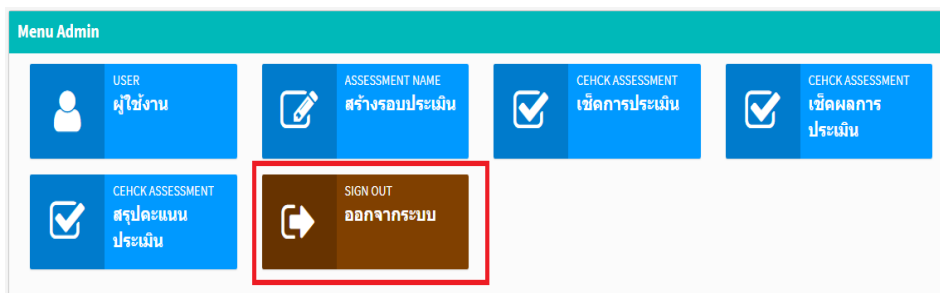 Menu Admin
USER
ผู้ใช้งาน
ASSESSMENT NAME
สร้างรอบประเมิน
CEHCK ASSESSMENT
เช็ดการประเมิน
CEHCK ASSESSMENT
เช็ดผลการ
ประเมิน
CEHCK ASSESSMENT
สรุปคะแนน
ประเมิน
SIGN OUT
ออกจากระบบ